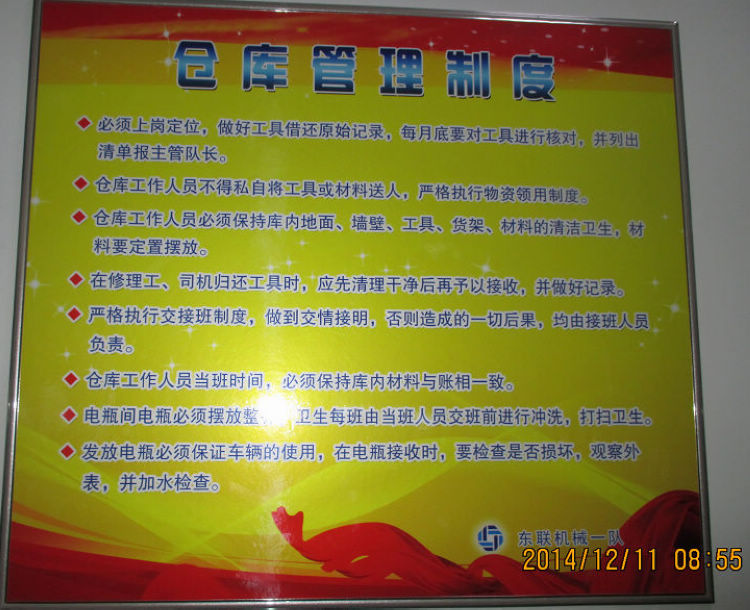 仓库管理制度
必须上岗定位，做好工具借还原始记录，每月底要对工具进行核对，并列出
清单报主管队长。
仓库工作人员不得私自将工具或材料送人，严格执行物资领用制度。
仓库工作人员必须保持库内地面、墙壁、工具、货架、材料的清洁卫生，材
料要定置摆放。
在修理工、司机归还工具时，应先清理干净后再予以接收，并做好记录。
严格执行交接班制度，做到交情接明，否则造成的一切后果，均由接班人员
负责。
仓库工作人员当班时间，必须保持库内材料与账相一致。
电瓶间电瓶必须摆放整 卫生每班由当班人员交班前进行冲洗，打扫卫生。
发放电瓶必须保证车辆的使用，在电瓶接收时，要检查是否损坏，观察外
表，并加水检查。
东联机械一队
2014/12/11 08:55